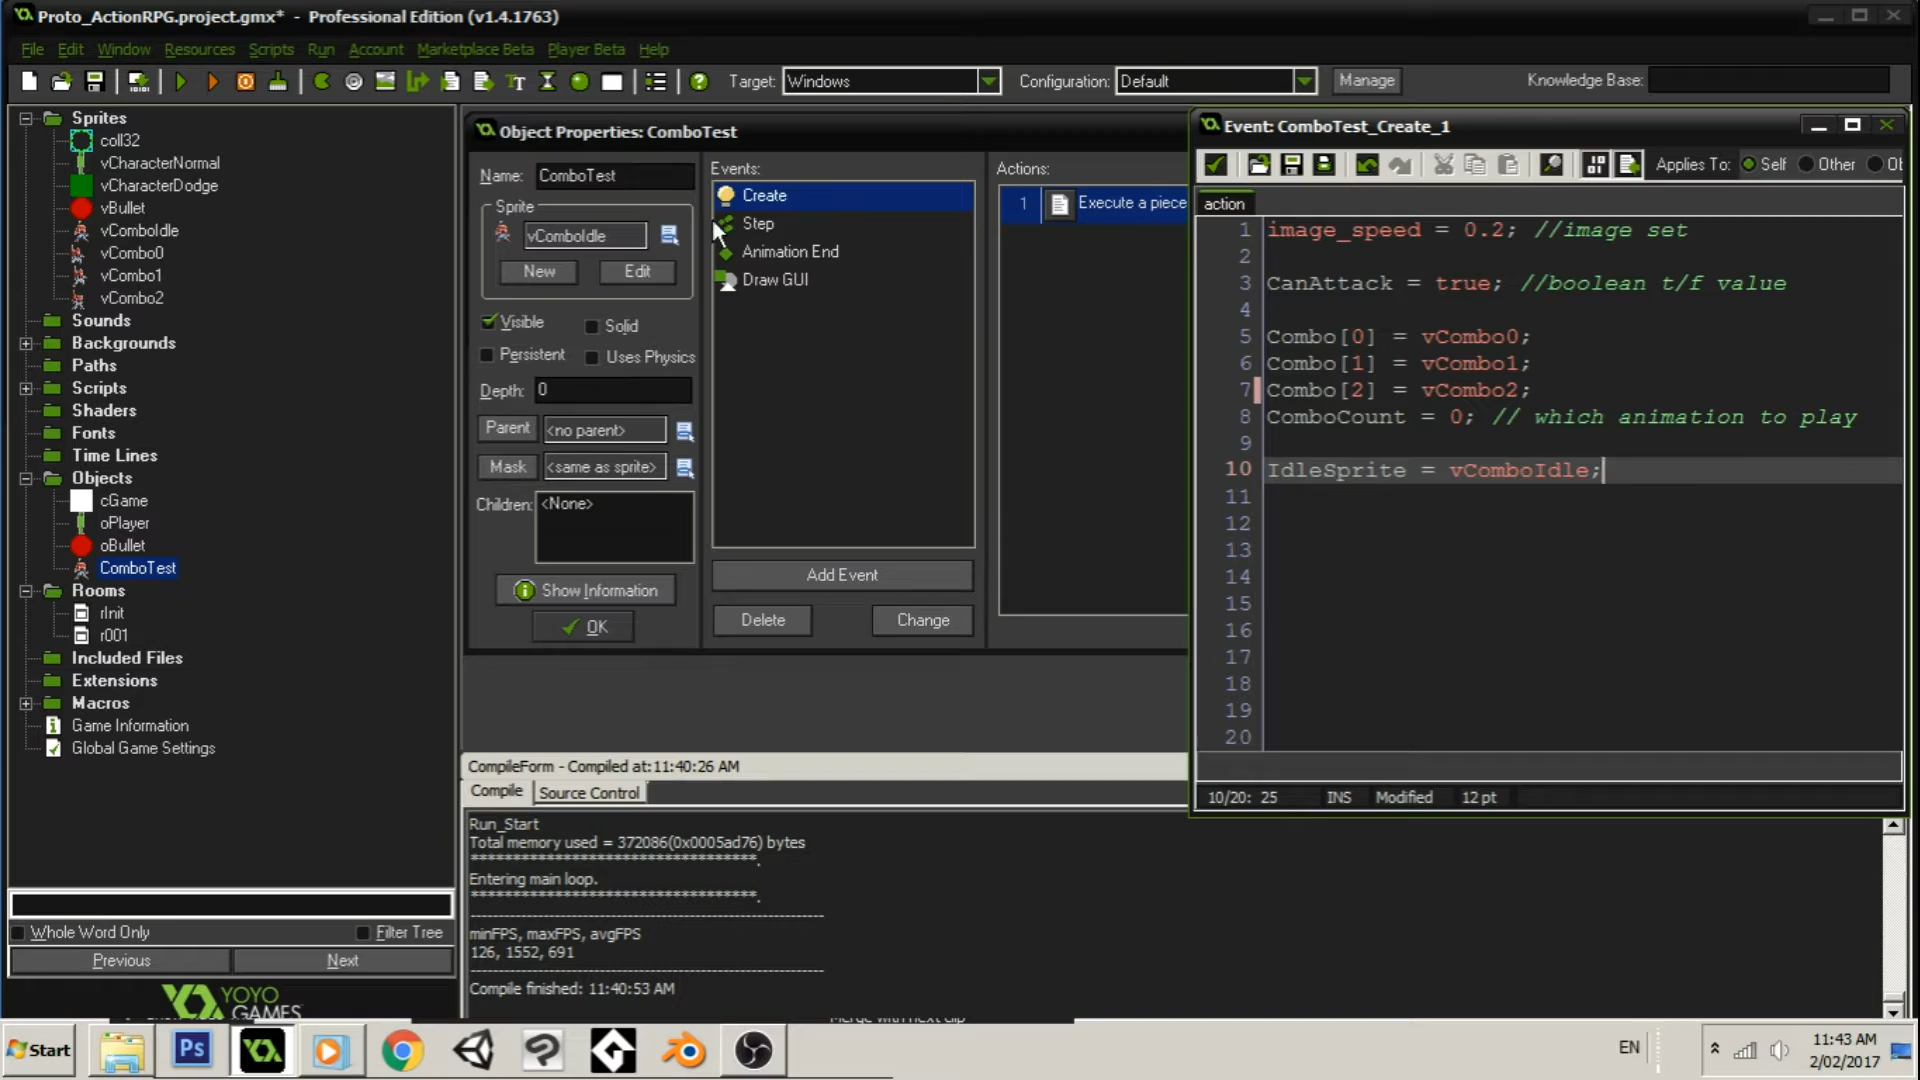 Proto_ActionRPG.project.gmx* - Professional Edition (v1.4.1763)
File Edit Window Resources Scripts Run Account Marketplace Beta Player Beta Help
Target: Windows Configuration: Default Manage Knowledge Base:
Sprites
coll32
vCharacterNormal
vCharacterDodge
vBullet
vComboIdle
vCombo0
vCombo1
vCombo2
Sounds
Backgrounds
Paths
Scripts
Shaders
Fonts
Time Lines
Objects
cGame
oPlayer
oBullet
ComboTest
Rooms
rInit
r001
Included Files
Extensions
Macros
Game Information
Global Game Settings
Whole Word Only Filter Tree
Previous Next
YOYO
GAMES
Object Properties: ComboTest
Name: ComboTest
Sprite
vComboIdle
New Edit
Visible Solid
Persistent Uses Physics
Depth: 0
Parent <no parent>
Mask <same as sprite>
Children: <None>
Show Information
OK
Events:
Create
Step
Animation End
Draw GUI
Add Event
Delete Change
Actions:
1 Execute a piece
Event: ComboTest_Create_1
Applies To: Self Other Ob
action
1 image_speed = 0.2; //image set
2
3 CanAttack = true; //boolean t/f value
4
5 Combo[0] = vCombo0;
6 Combo[1] = vCombo1;
7 Combo[2] = vCombo2;
8 ComboCount = 0; // which animation to play
9
10 IdleSprite = vComboIdle;
11
12
13
14
15
16
17
18
19
20
10/20: 25 INS Modified 12 pt
CompileForm - Compiled at:11:40:26 AM
Compile Source Control
Run_Start
Total memory used = 372086(0x0005ad76) bytes
***********************************.
Entering main loop.
***********************************.
minFPS, maxFPS, avgFPS
126, 1552, 691
Compile finished: 11:40:53 AM
Start Ps EN 11:43 AM
2/02/2017